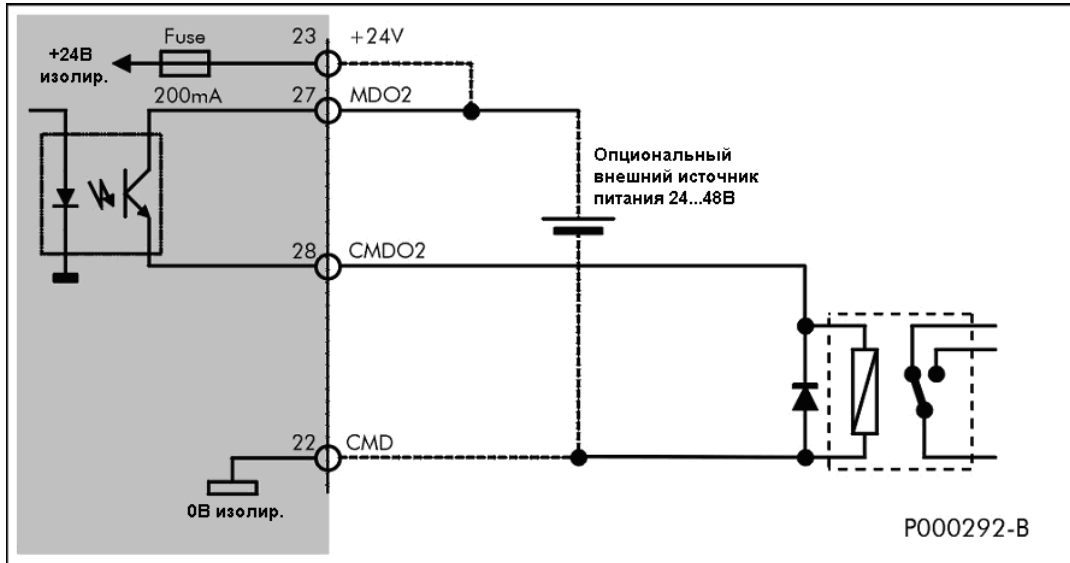 Fuse
23
+24V
+24В
изолир.
200mA
27
MDO2
Опциональный
внешний источник
питания 24...48В
28
CMDO2
22
CMD
0В изолир.
P000292-B